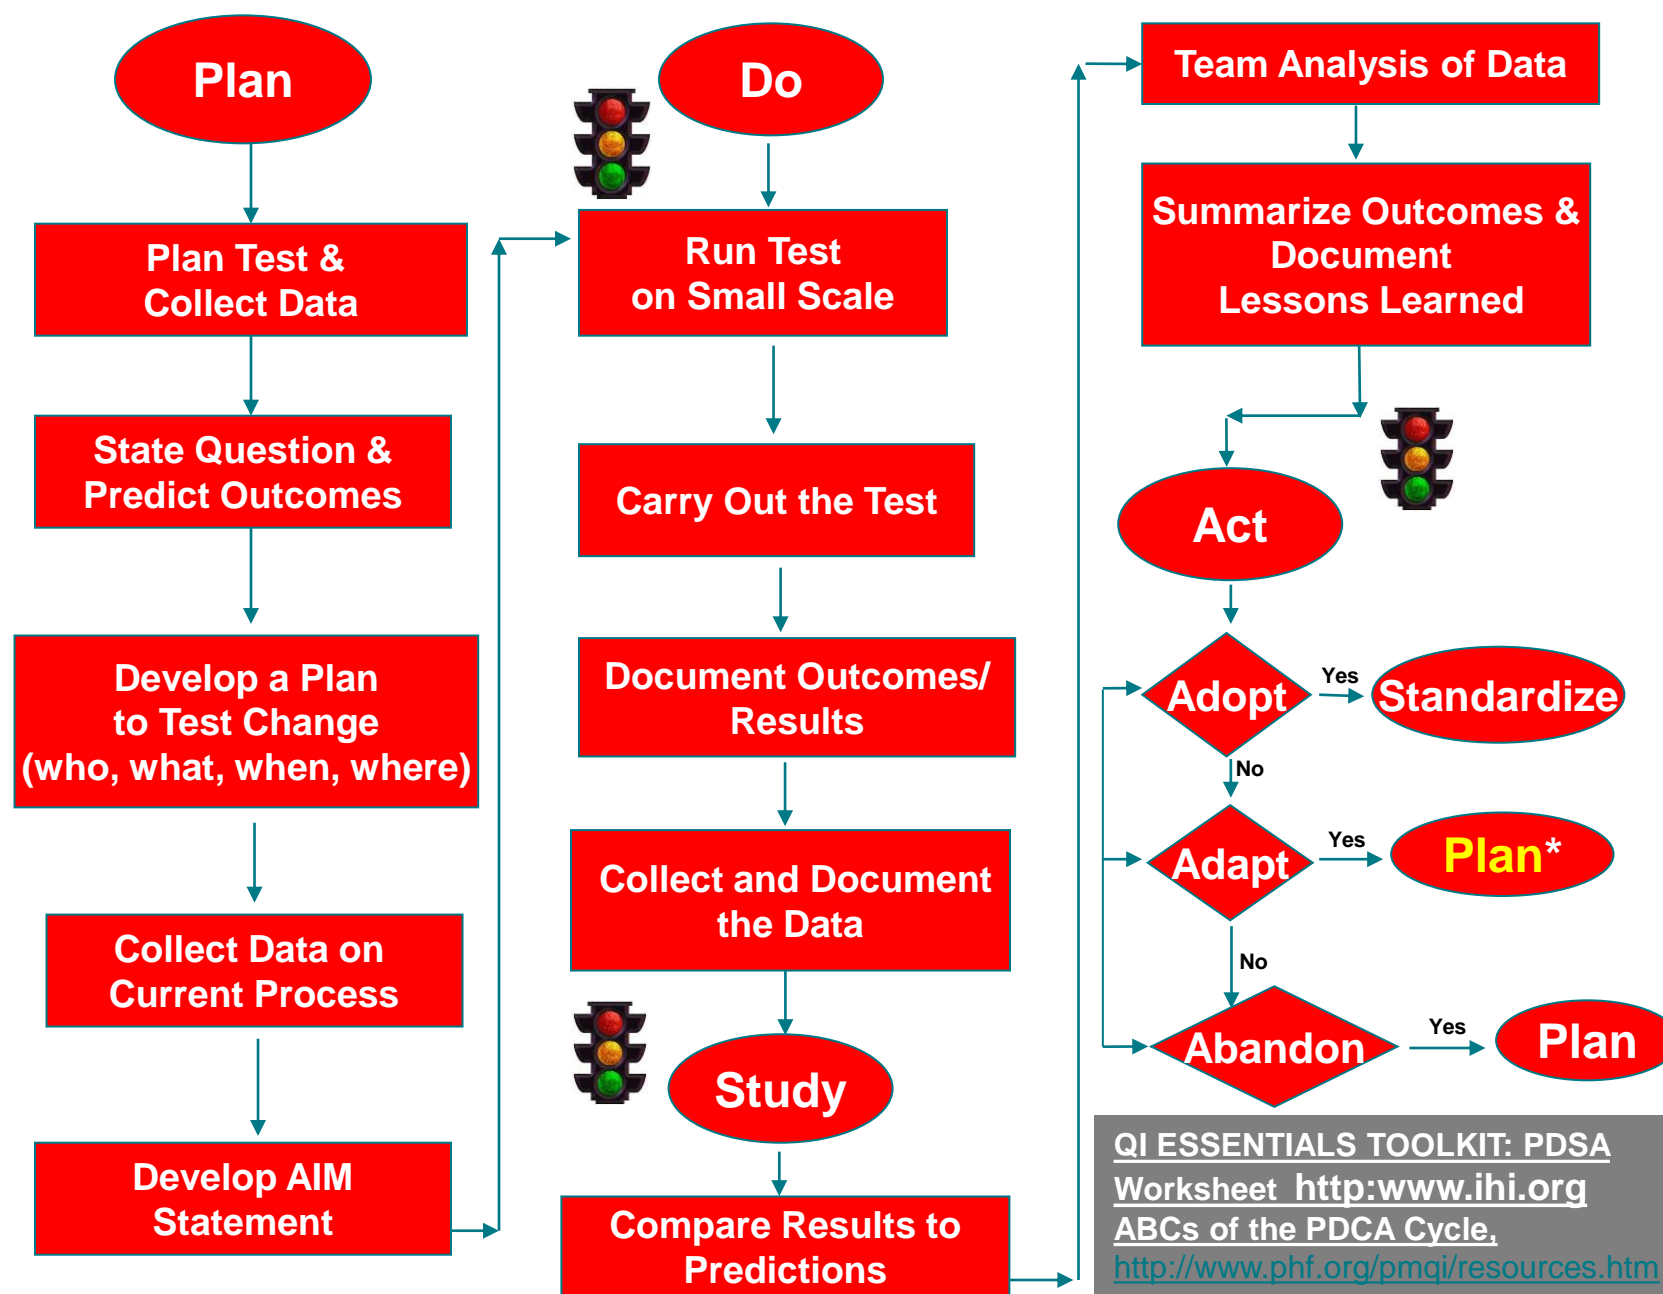 Plan
Plan Test &
Collect Data
State Question &
Predict Outcomes
Develop a Plan
to Test Change
(who, what, when, where)
Collect Data on
Current Process
Develop AIM
Statement
Do
Run Test
on Small Scale
Carry Out the Test
Document Outcomes/
Results
Collect and Document
the Data
Study
Compare Results to
Predictions
Team Analysis of Data
Summarize Outcomes &
Document
Lessons Learned
Act
Adopt
Yes
Standardize
No
Adapt
Yes
Plan*
No
Abandon
Yes
Plan
QI ESSENTIALS TOOLKIT: PDSA
Worksheet http:www.ihi.org
ABCs of the PDCA Cycle,
http://www.phf.org/pmqi/resources.htm